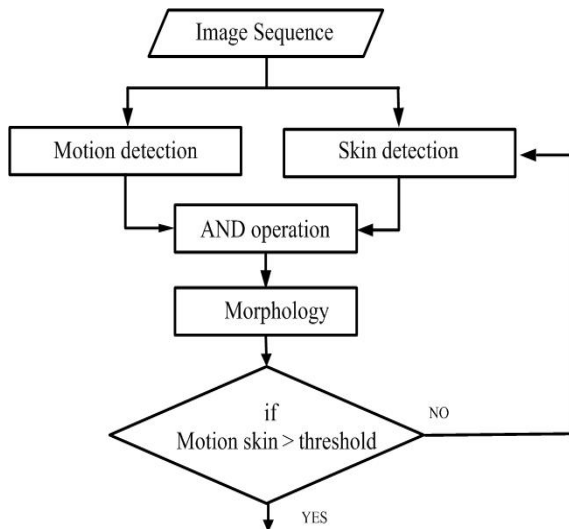 Image Sequence
Motion detection
Skin detection
AND operation
Morphology
if
Motion skin > threshold
NO
YES